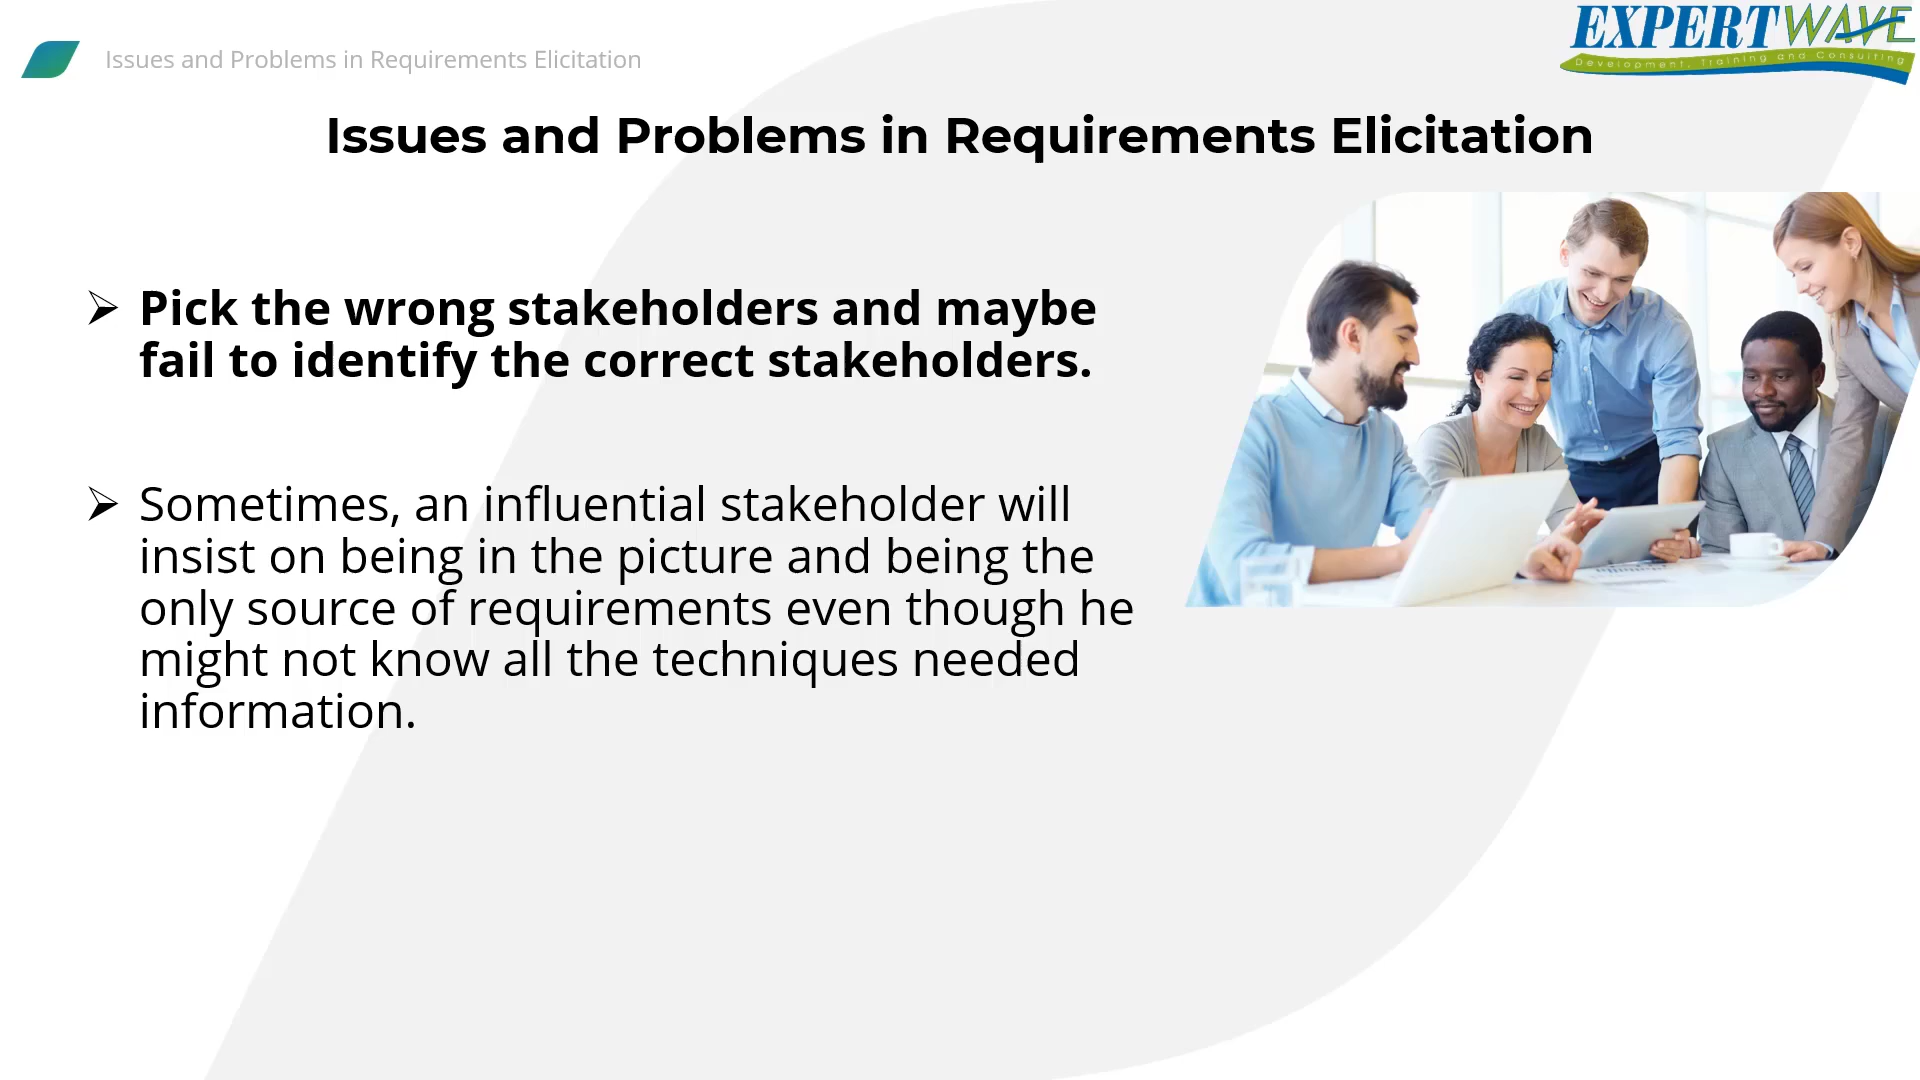 Issues and Problems in Requirements Elicitation
EXPERTWAVE
Development, Training and Consulting
Issues and Problems in Requirements Elicitation
Pick the wrong stakeholders and maybe
fail to identify the correct stakeholders.
Sometimes, an influential stakeholder will
insist on being in the picture and being the
only source of requirements even though he
might not know all the techniques needed
information.